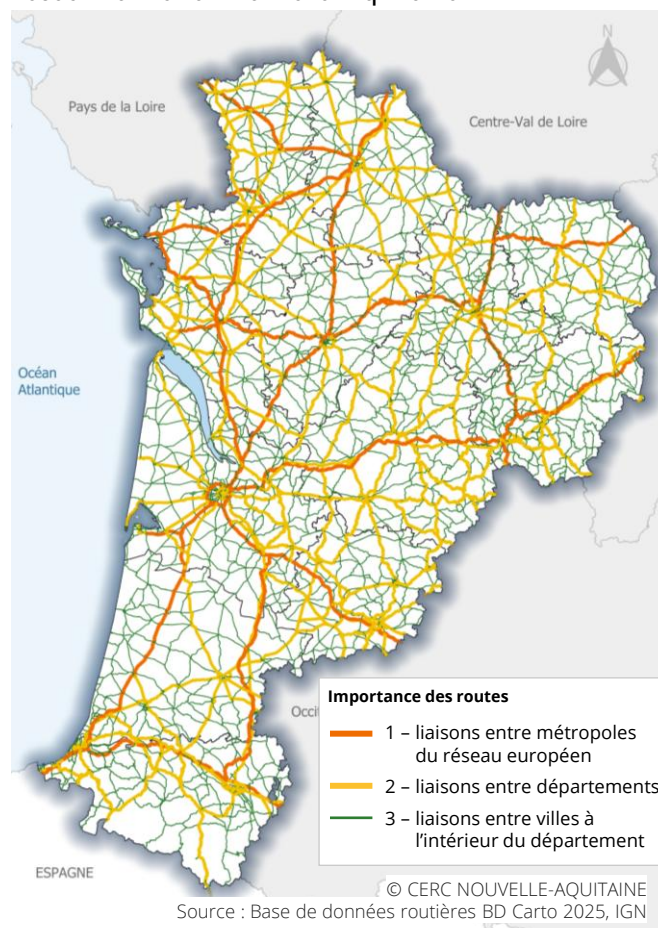 N
Pays de la Loire
Centre-Val de Loire
Océan
Atlantique
Occi
Importance des routes
1 – liaisons entre métropoles
du réseau européen
2 – liaisons entre départements
3 – liaisons entre villes à
l'intérieur du département
ESPAGNE
© CERC NOUVELLE-AQUITAINE
Source : Base de données routières BD Carto 2025, IGN